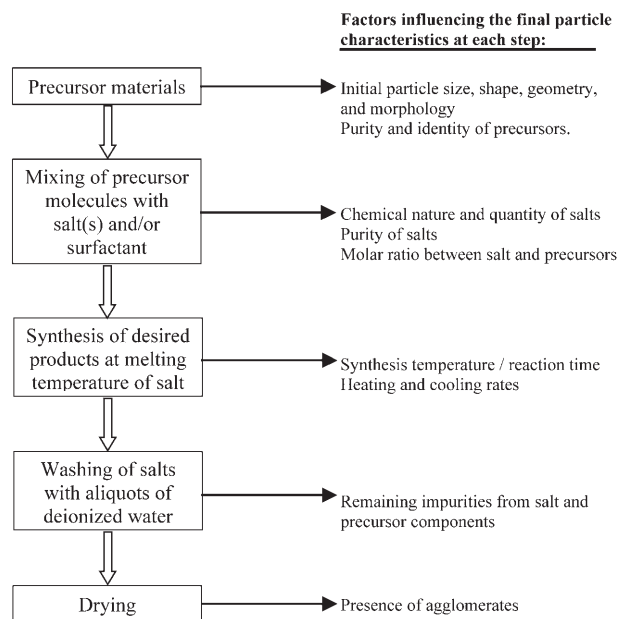 Factors influencing the final particle
characteristics at each step:
Precursor materials
Initial particle size, shape, geometry,
and morphology
Purity and identity of precursors.
Mixing of precursor
molecules with
salt(s) and/or
surfactant
Chemical nature and quantity of salts
Purity of salts
Molar ratio between salt and precursors
Synthesis of desired
products at melting
temperature of salt
Synthesis temperature / reaction time
Heating and cooling rates
Washing of salts
with aliquots of
deionized water
Remaining impurities from salt and
precursor components
Drying
Presence of agglomerates